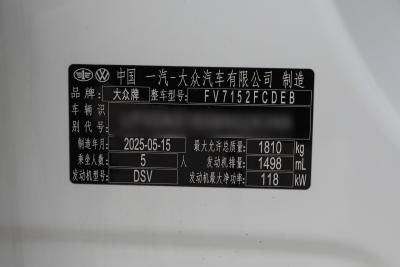 中国 一汽-大众汽车有限公司 制造
品牌 大众牌 整车型号: FV7152FCDEB
车辆识
别代号
制造年月: 2025-05-15 最大允许总质量: 1810 kg
乘坐人数: 5 人 发动机排量: 1498 mL
发动机型号: DSV 发动机最大净功率: 118 kW